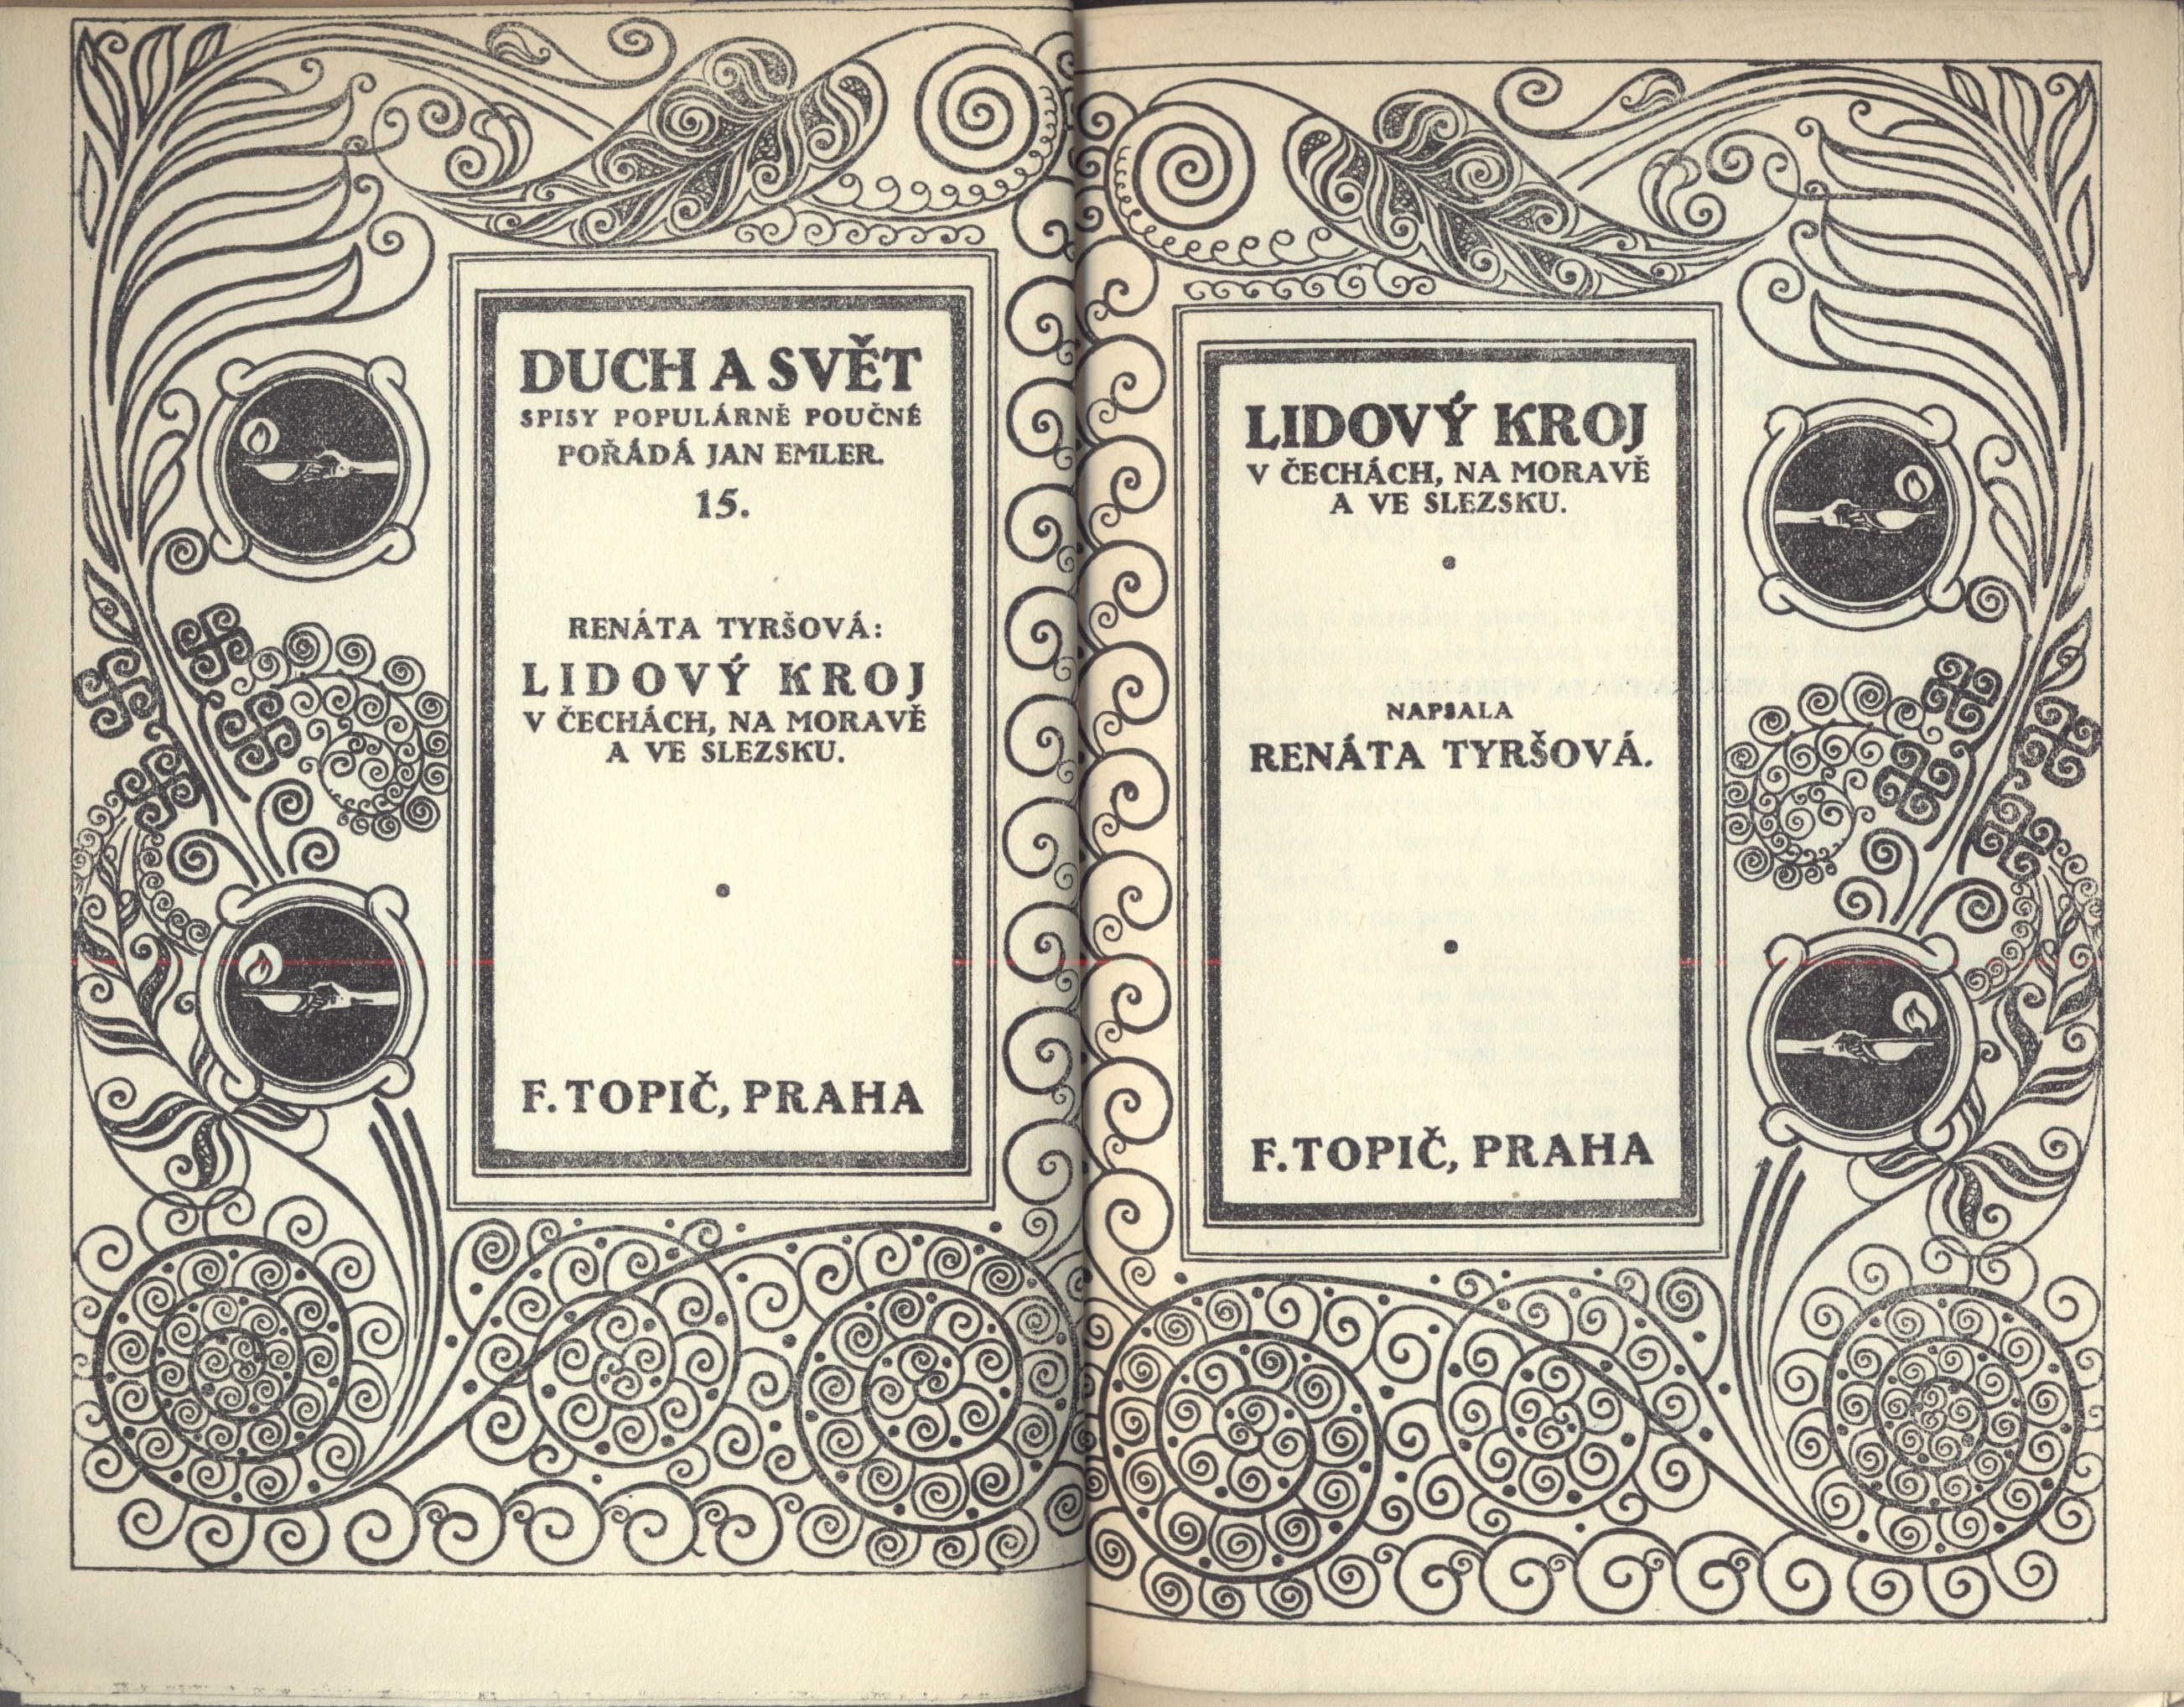 DUCH A SVĚT
SPISY POPULÁRNĚ POUČNÉ
POŘÁDÁ JAN EMLER.
15.
RENÁTA TYRŠOVÁ:
LIDOVÝ KROJ
V ČECHÁCH, NA MORAVĚ
A VE SLEZSKU.
F. TOPIČ, PRAHA
LIDOVÝ KROJ
V ČECHÁCH, NA MORAVĚ
A VE SLEZSKU.
NAPSALA
RENÁTA TYRŠOVÁ.
F. TOPIČ, PRAHA